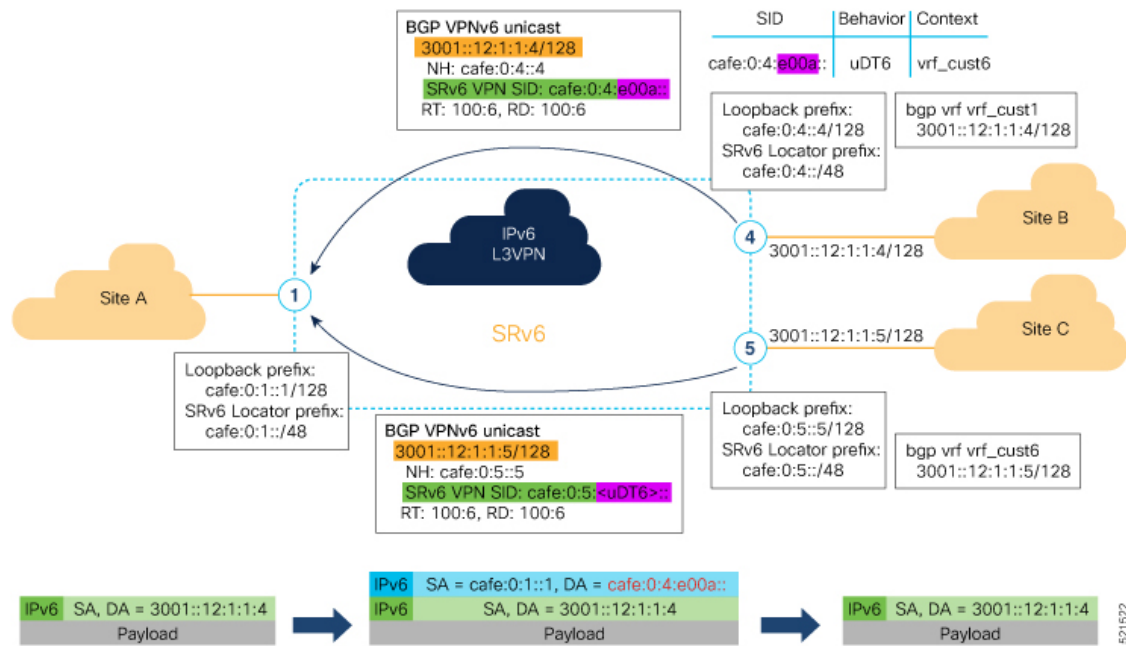 BGP VPNv6 unicast
3001::12:1:1:4/128
NH: cafe:0:4::4
SRv6 VPN SID: cafe:0:4:e00a::
RT: 100:6, RD: 100:6
SID Behavior Context
cafe:0:4:e00a:: uDT6 vrf_cust6
Loopback prefix:
cafe:0:4::4/128
SRv6 Locator prefix:
cafe:0:4::/48
bgp vrf vrf_cust1
3001::12:1:1:4/128
IPv6
L3VPN
Site A
1
SRv6
4
3001::12:1:1:4/128
Site B
5
3001::12:1:1:5/128
Site C
Loopback prefix:
cafe:0:1::1/128
SRv6 Locator prefix:
cafe:0:1::/48
BGP VPNv6 unicast
3001::12:1:1:5/128
NH: cafe:0:5::5
SRv6 VPN SID: cafe:0:5:<uDT6>::
RT: 100:6, RD: 100:6
Loopback prefix:
cafe:0:5::5/128
SRv6 Locator prefix:
cafe:0:5::/48
bgp vrf vrf_cust6
3001::12:1:1:5/128
IPv6 SA, DA = 3001::12:1:1:4
Payload
IPv6 SA = cafe:0:1::1, DA = cafe:0:4:e00a::
IPv6 SA, DA = 3001::12:1:1:4
Payload
IPv6 SA, DA = 3001::12:1:1:4
Payload
521522